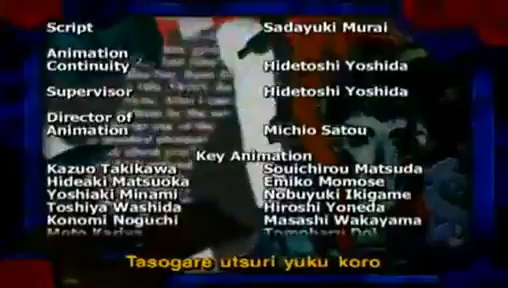 Script Sadayuki Murai
Animation
Continuity Hidetoshi Yoshida
Supervisor Hidetoshi Yoshida
Director of
Animation Michio Satou
Key Animation
Kazuo Takikawa Souichirou Matsuda
Hideaki Matsuoka Emiko Momose
Yoshiaki Minami Nobuyuki Ikigame
Toshiya Washida Hiroshi Yoneda
Konomi Noguchi Masashi Wakayama
Tasogare utsuri yuku koro